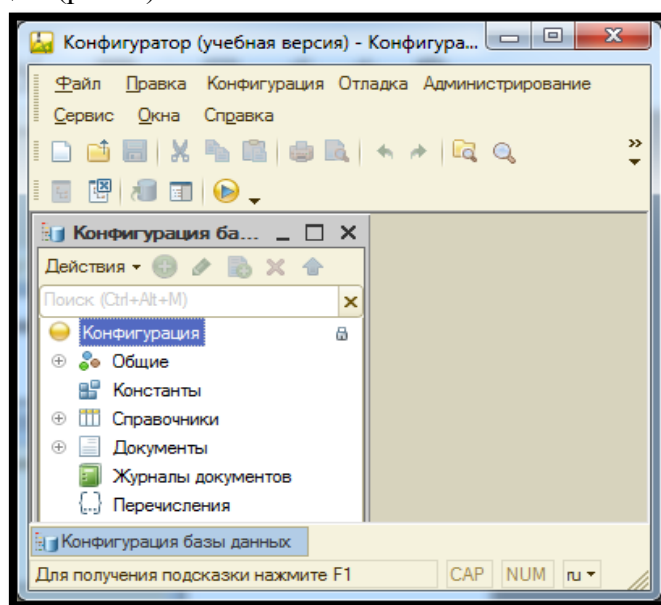 Конфигуратор (учебная версия) - Конфигура...
Файл Правка Конфигурация Отладка Администрирование
Сервис Окна Справка
Конфигурация ба...
Действия
Поиск (Ctrl+Alt+M)
Конфигурация
Общие
Константы
Справочники
Документы
Журналы документов
Перечисления
Конфигурация базы данных
Для получения подсказки нажмите F1 CAP NUM ru